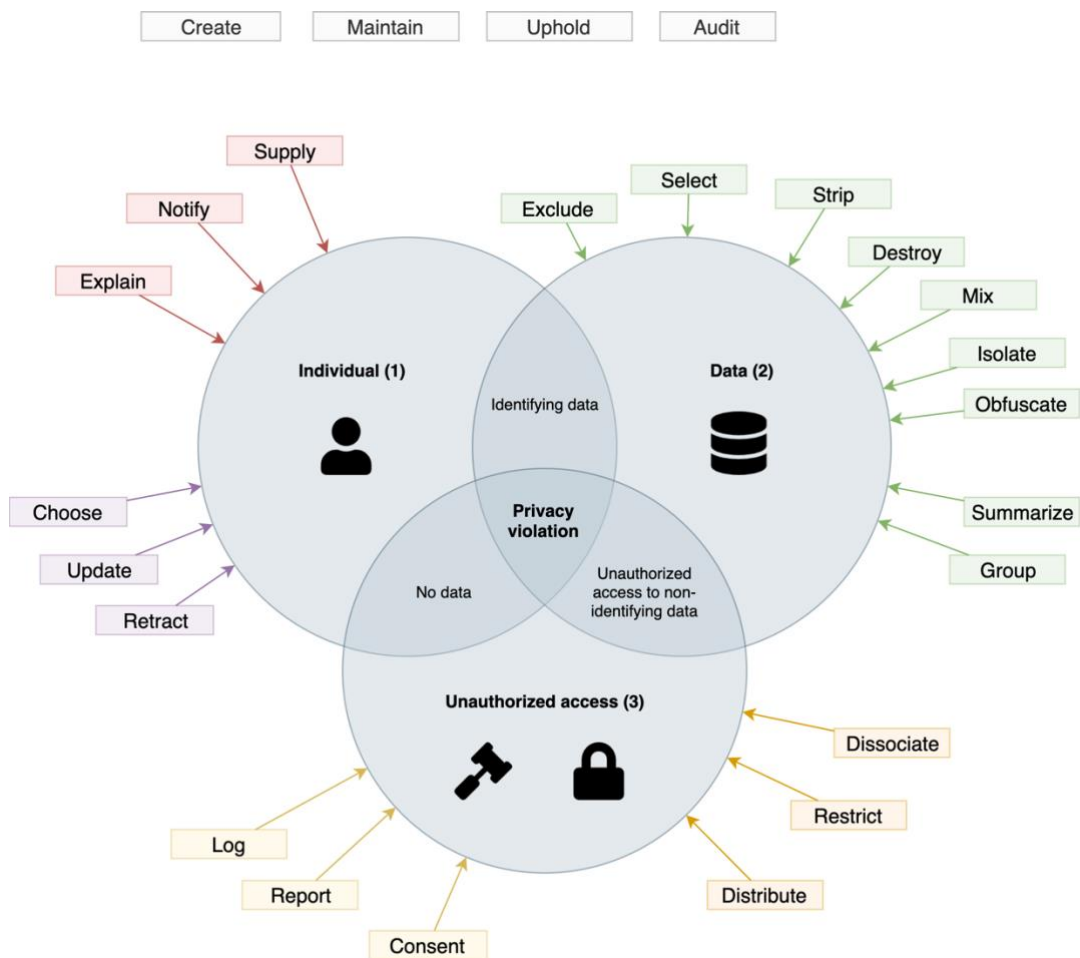 Create
Maintain
Uphold
Audit
Supply
Notify
Explain
Exclude
Select
Strip
Destroy
Mix
Isolate
Obfuscate
Individual (1)
Data (2)
Identifying data
Choose
Update
Retract
Summarize
Group
Privacy
violation
No data
Unauthorized
access to non-
identifying data
Unauthorized access (3)
Dissociate
Restrict
Distribute
Log
Report
Consent